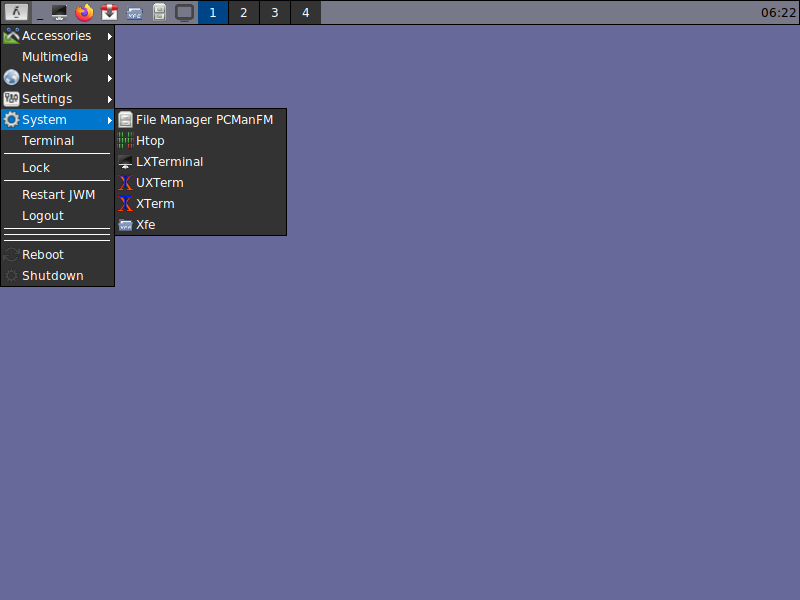 _ 1 2 3 4 06:22
Accessories
Multimedia
Network
Settings
System
Terminal
Lock
Restart JWM
Logout
Reboot
Shutdown
File Manager PCManFM
Htop
LXTerminal
UXTerm
XTerm
Xfe